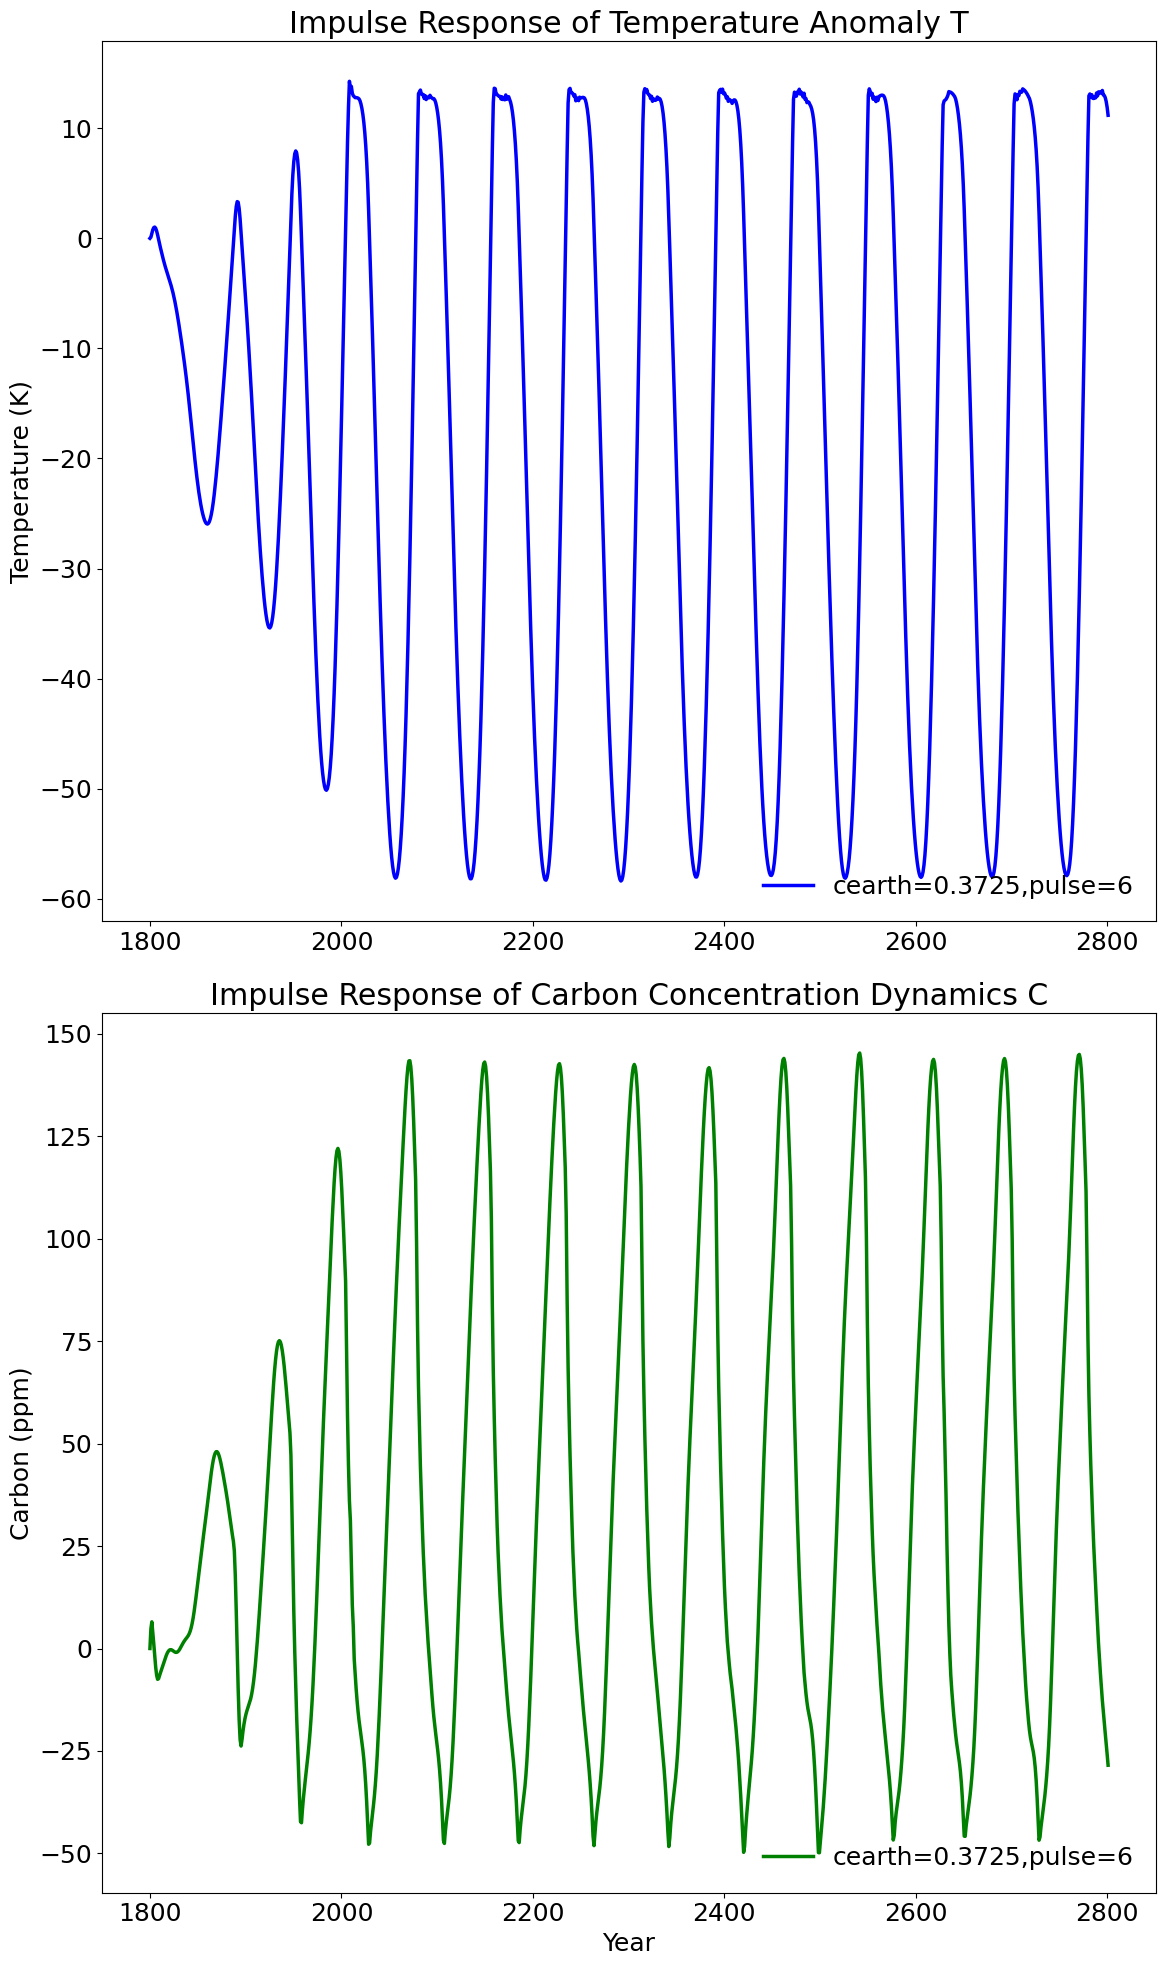 Impulse Response of Temperature Anomaly T
Temperature (K)
10
0
−10
−20
−30
−40
−50
−60
cearth=0.3725,pulse=6
1800 2000 2200 2400 2600 2800
Impulse Response of Carbon Concentration Dynamics C
Carbon (ppm)
150
125
100
75
50
25
0
−25
−50
cearth=0.3725,pulse=6
1800 2000 2200 2400 2600 2800
Year